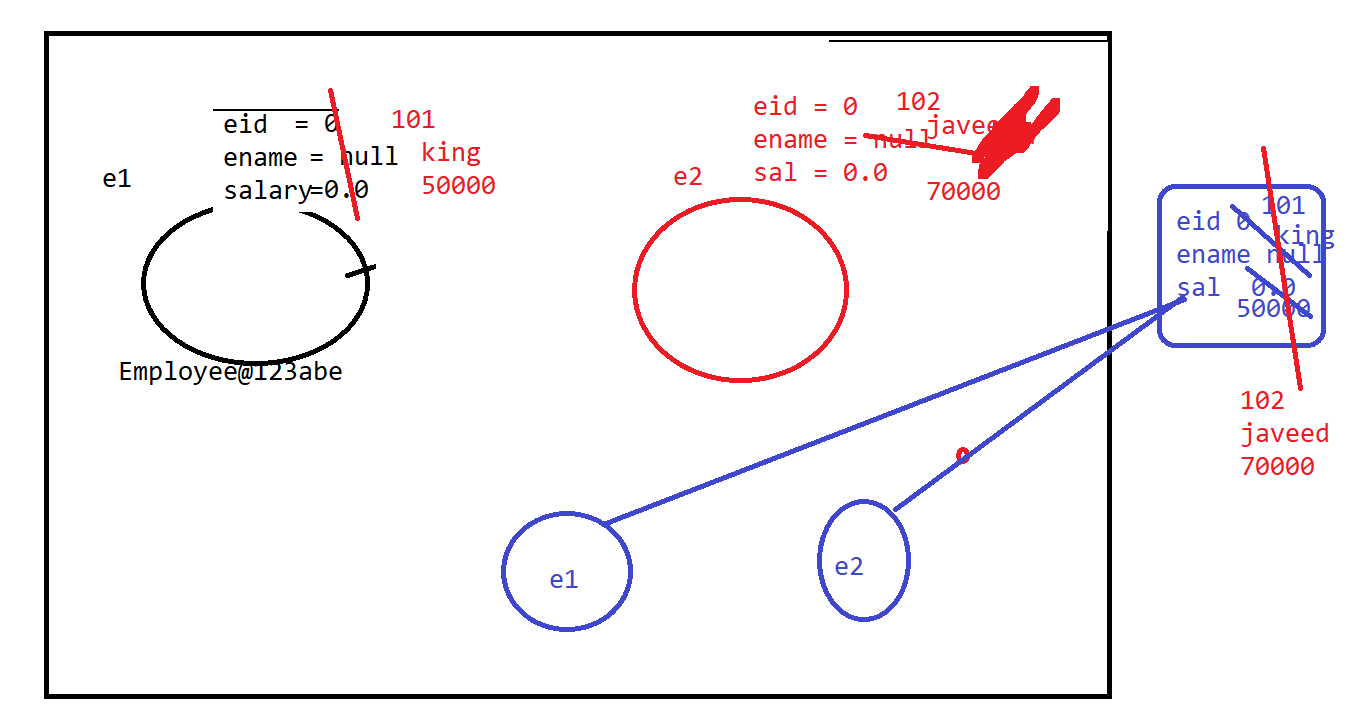 eid = 0
ename = null
salary=0.0
101
king
50000
e1
Employee@123abe
eid = 0
ename = null
sal = 0.0
102
70000
e2
eid 0
ename null
sal 0.0
101
king
50000
102
javeed
70000
e1
e2